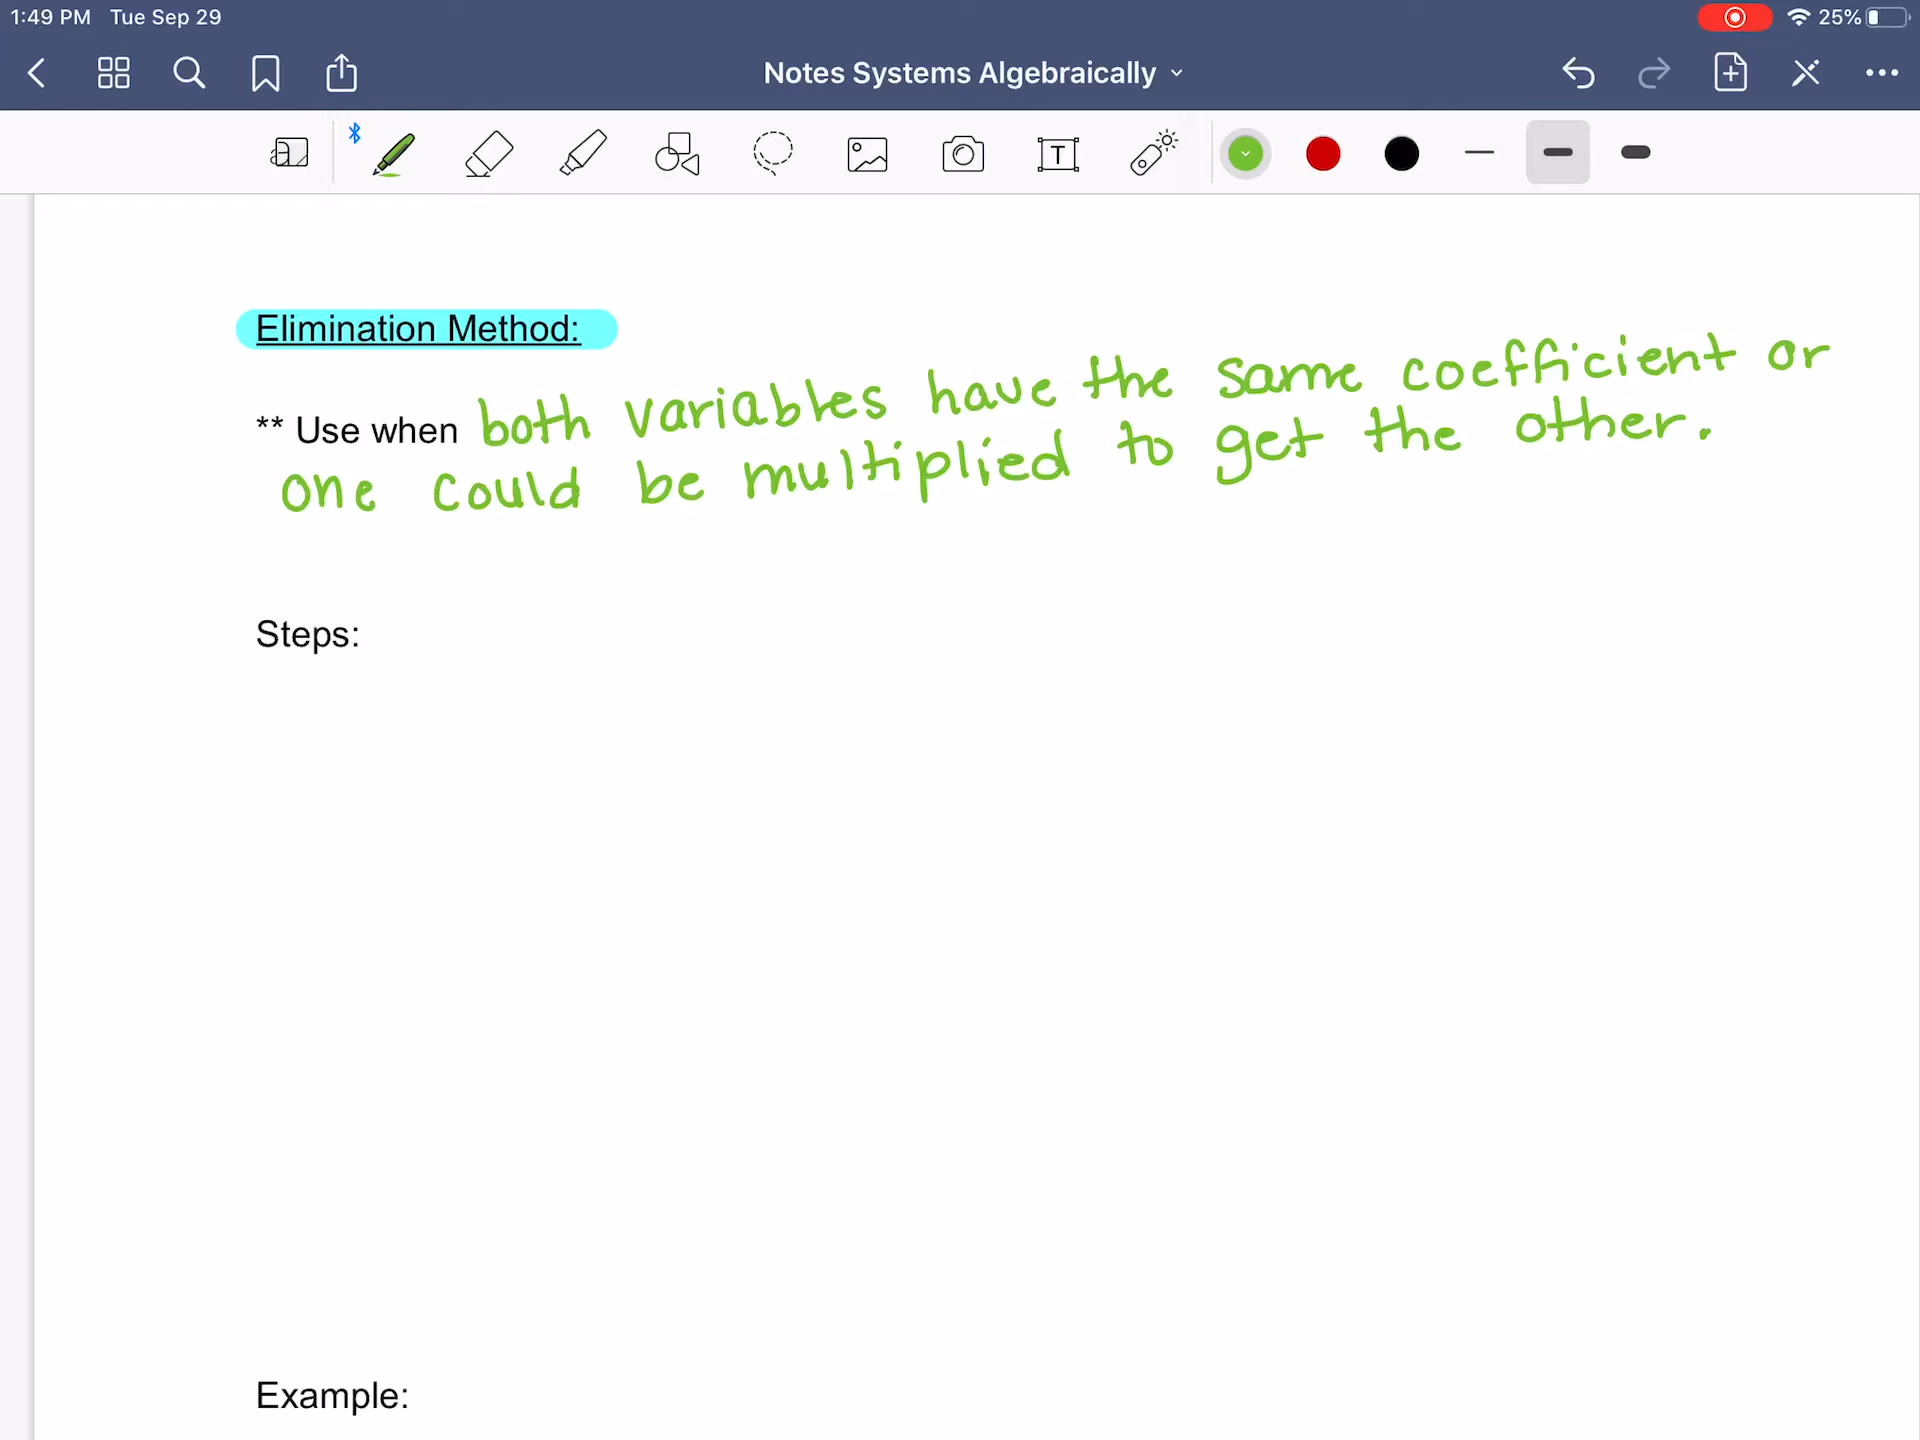 1:49 PM Tue Sep 29
25%
Notes Systems Algebraically
Elimination Method:
** Use when both variables have the same coefficient or
one could be multiplied to get the other.
Steps:
Example: